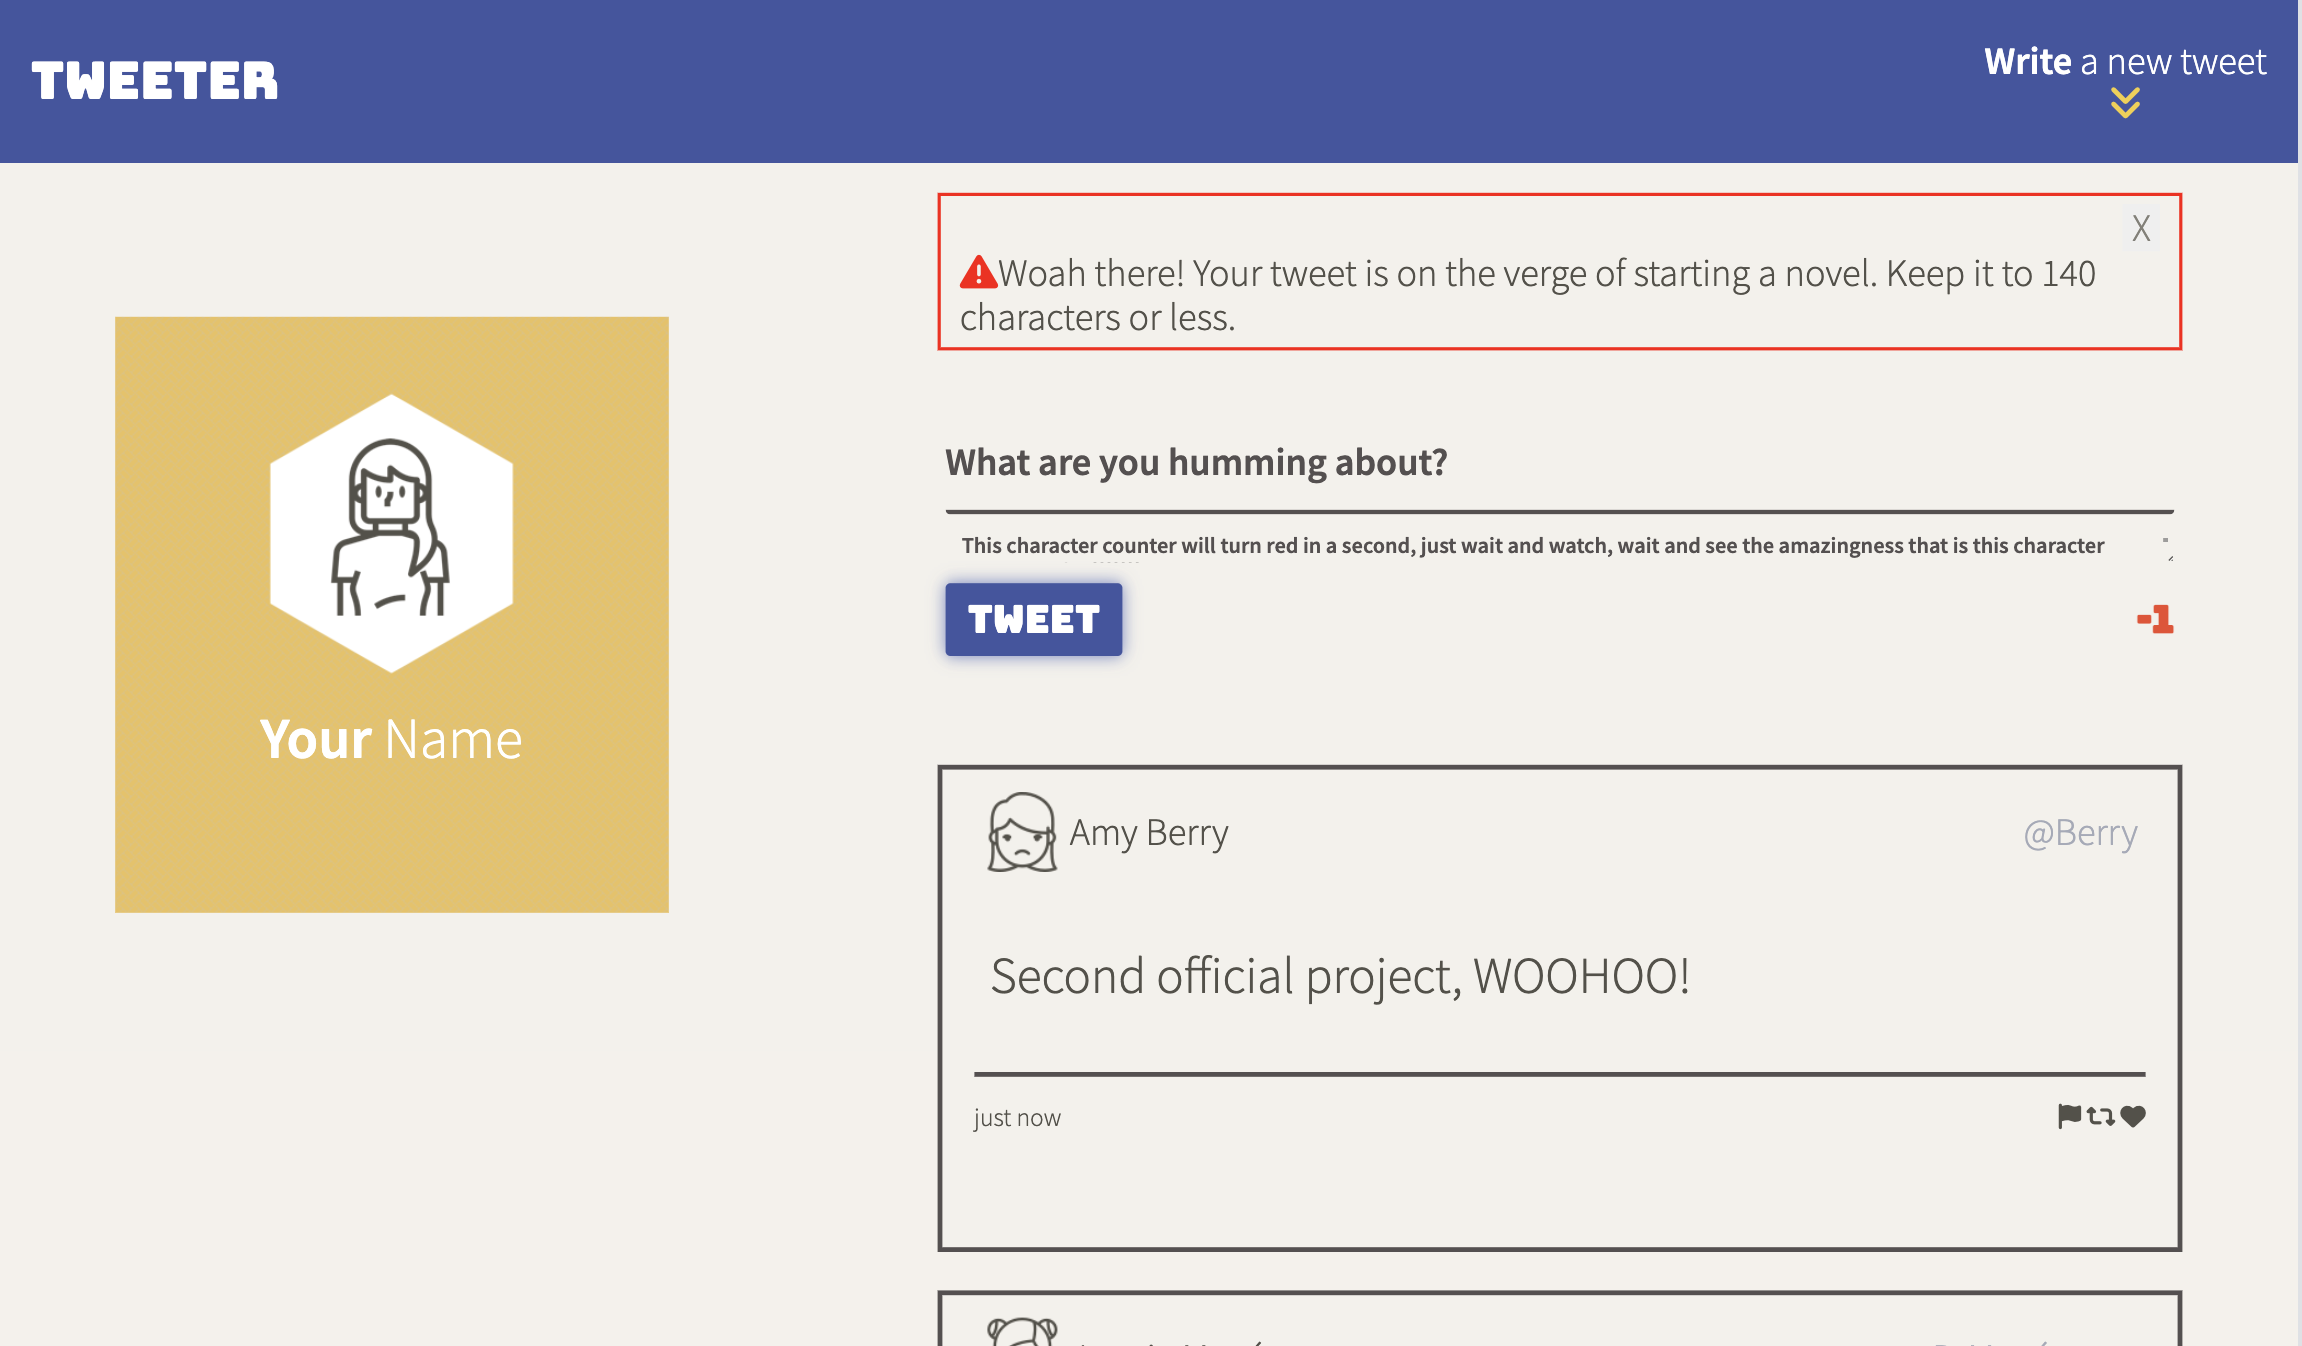 TWEETER
Write a new tweet
X
Woah there! Your tweet is on the verge of starting a novel. Keep it to 140
characters or less.
Your Name
What are you humming about?
This character counter will turn red in a second, just wait and watch, wait and see the amazingness that is this character
TWEET
-1
Amy Berry
@Berry
Second official project, WOOHOO!
just now